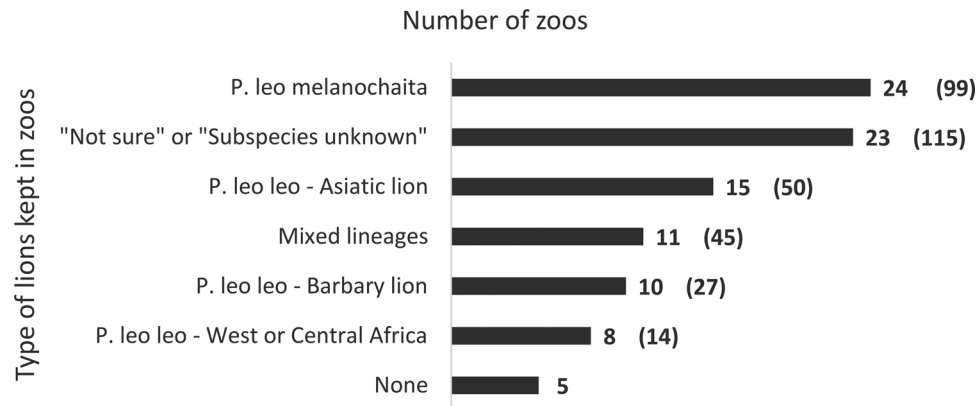 Number of zoos
Type of lions kept in zoos
P. leo melanochaita 24 (99)
"Not sure" or "Subspecies unknown" 23 (115)
P. leo leo - Asiatic lion 15 (50)
Mixed lineages 11 (45)
P. leo leo - Barbary lion 10 (27)
P. leo leo - West or Central Africa 8 (14)
None 5